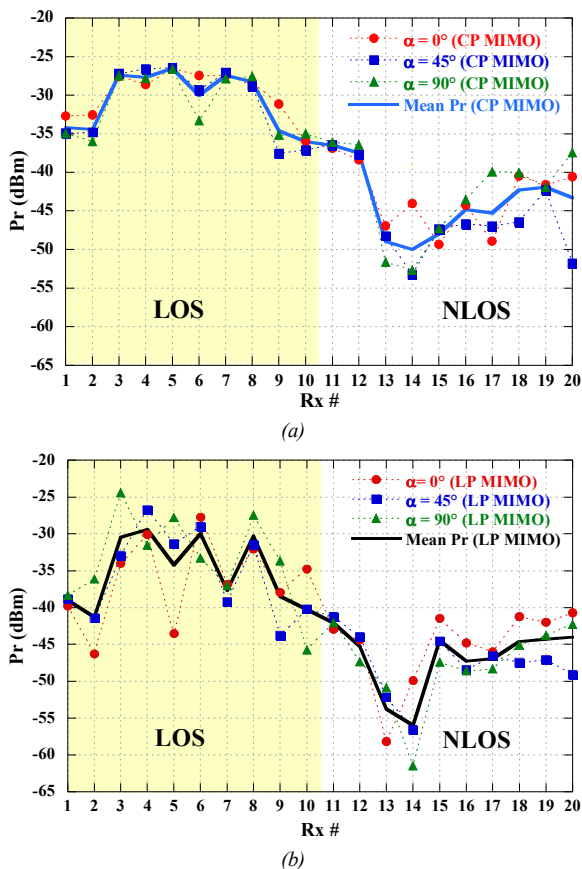 -20
-25
-30
-35
-40
-45
-50
-55
-60
-65
Pr (dBm)
α = 0° (CP MIMO)
α = 45° (CP MIMO)
α = 90° (CP MIMO)
Mean Pr (CP MIMO)
LOS
NLOS
1 2 3 4 5 6 7 8 9 10 11 12 13 14 15 16 17 18 19 20
Rx #
(a)
-20
-25
-30
-35
-40
-45
-50
-55
-60
-65
Pr (dBm)
α= 0° (LP MIMO)
α = 45° (LP MIMO)
α = 90° (LP MIMO)
Mean Pr (LP MIMO)
LOS
NLOS
1 2 3 4 5 6 7 8 9 10 11 12 13 14 15 16 17 18 19 20
Rx #
(b)